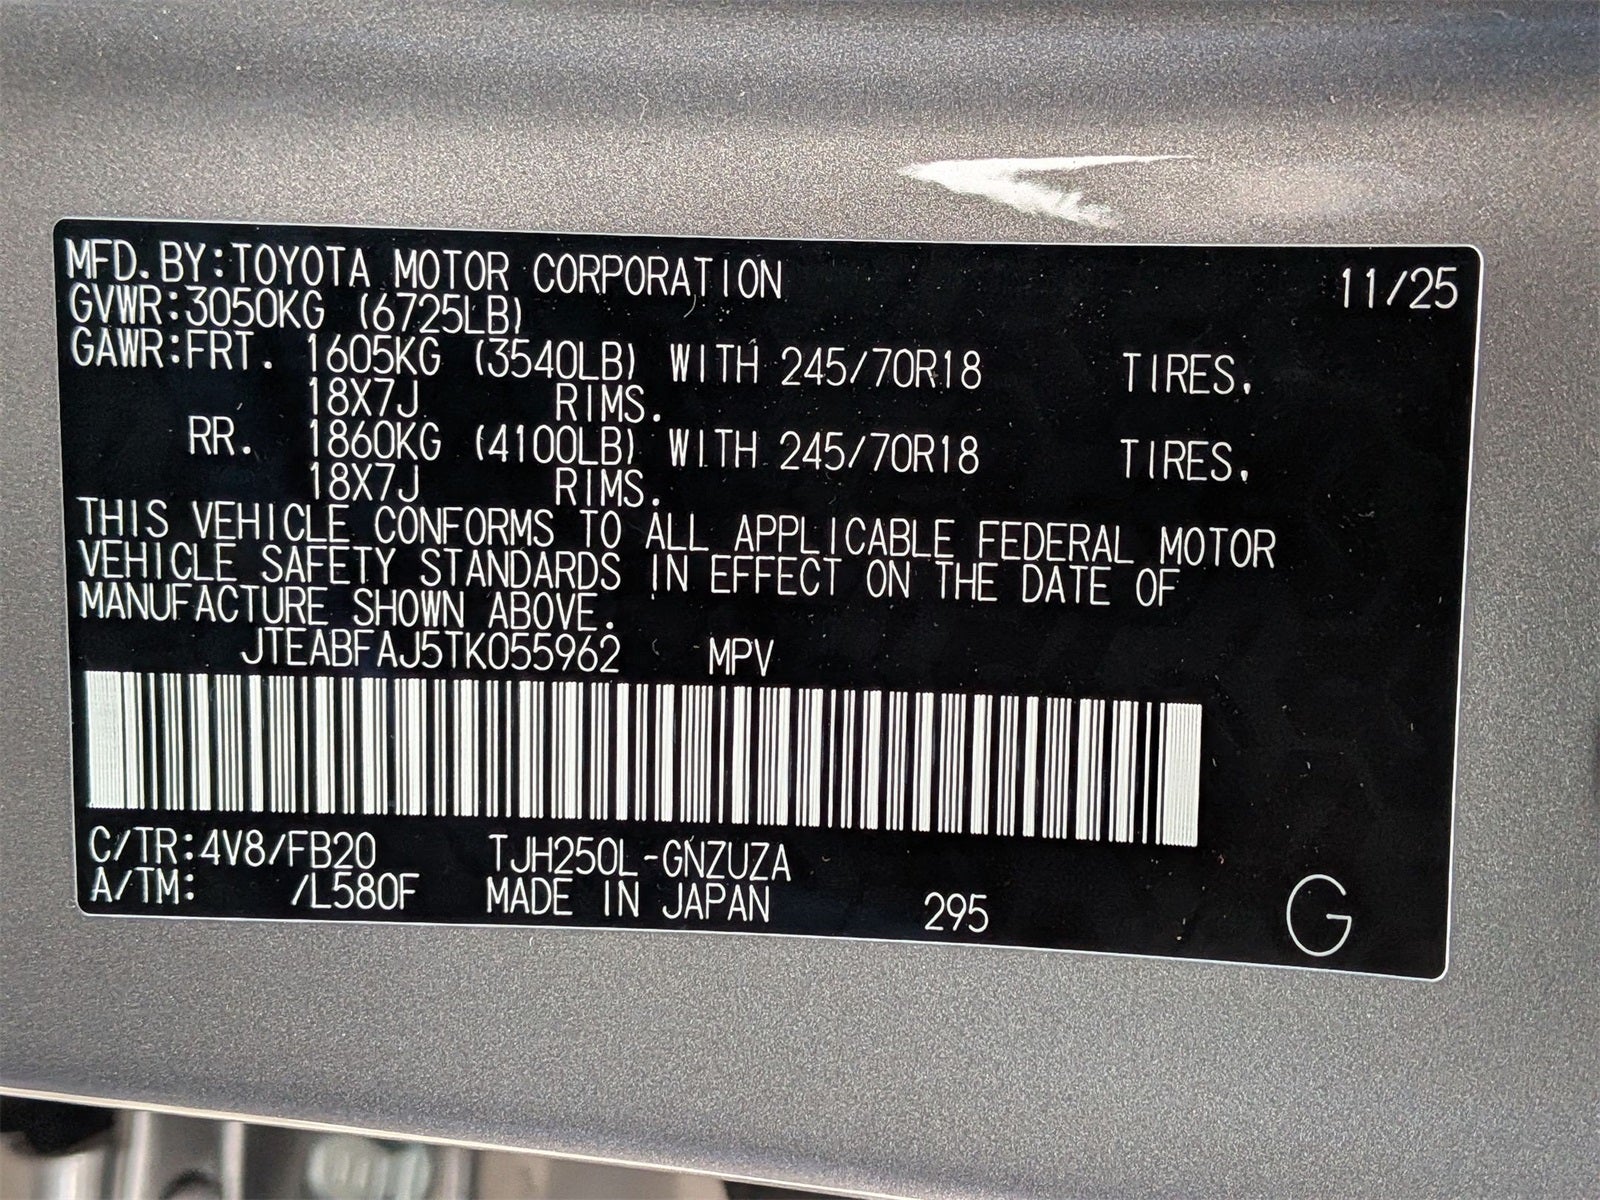 MFD. BY: TOYOTA MOTOR CORPORATION 11/25
GVWR: 3050KG (6725LB)
GAWR: FRT. 1605KG (3540LB) WITH 245/70R18 TIRES,
18X7J RIMS.
RR. 1860KG (4100LB) WITH 245/70R18 TIRES,
18X7J RIMS.
THIS VEHICLE CONFORMS TO ALL APPLICABLE FEDERAL MOTOR
VEHICLE SAFETY STANDARDS IN EFFECT ON THE DATE OF
MANUFACTURE SHOWN ABOVE.
JTEABFAJ5TK055962 MPV
C/TR: 4V8/FB20 TJH250L-GNZUZA
A/TM: /L580F MADE IN JAPAN 295 G